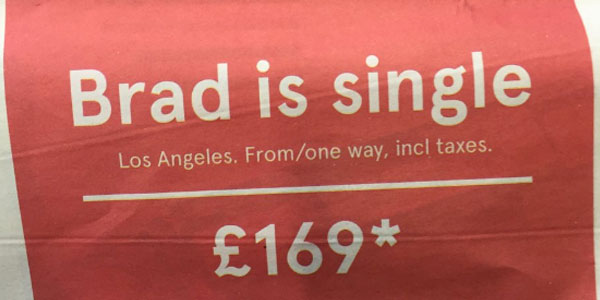 Brad is single
Los Angeles. From/one way, incl taxes.
£169*